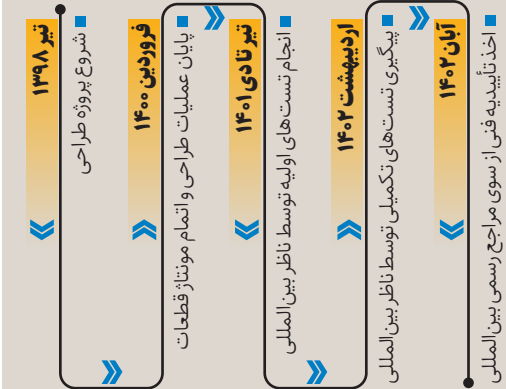 تیر ۱۳۹۸
شروع پروژه طراحی
فروردین ۱۴۰۰
پایان عملیات طراحی و اتمام مونتاژ قطعات
تیر تا دی ۱۴۰۱
انجام تست‌های اولیه توسط ناظر بین‌المللی
اردیبهشت ۱۴۰۲
پیگیری تست‌های تکمیلی توسط ناظر بین‌المللی
آبان ۱۴۰۲
اخذ تأییدیه فنی از سوی مراجع رسمی بین‌المللی